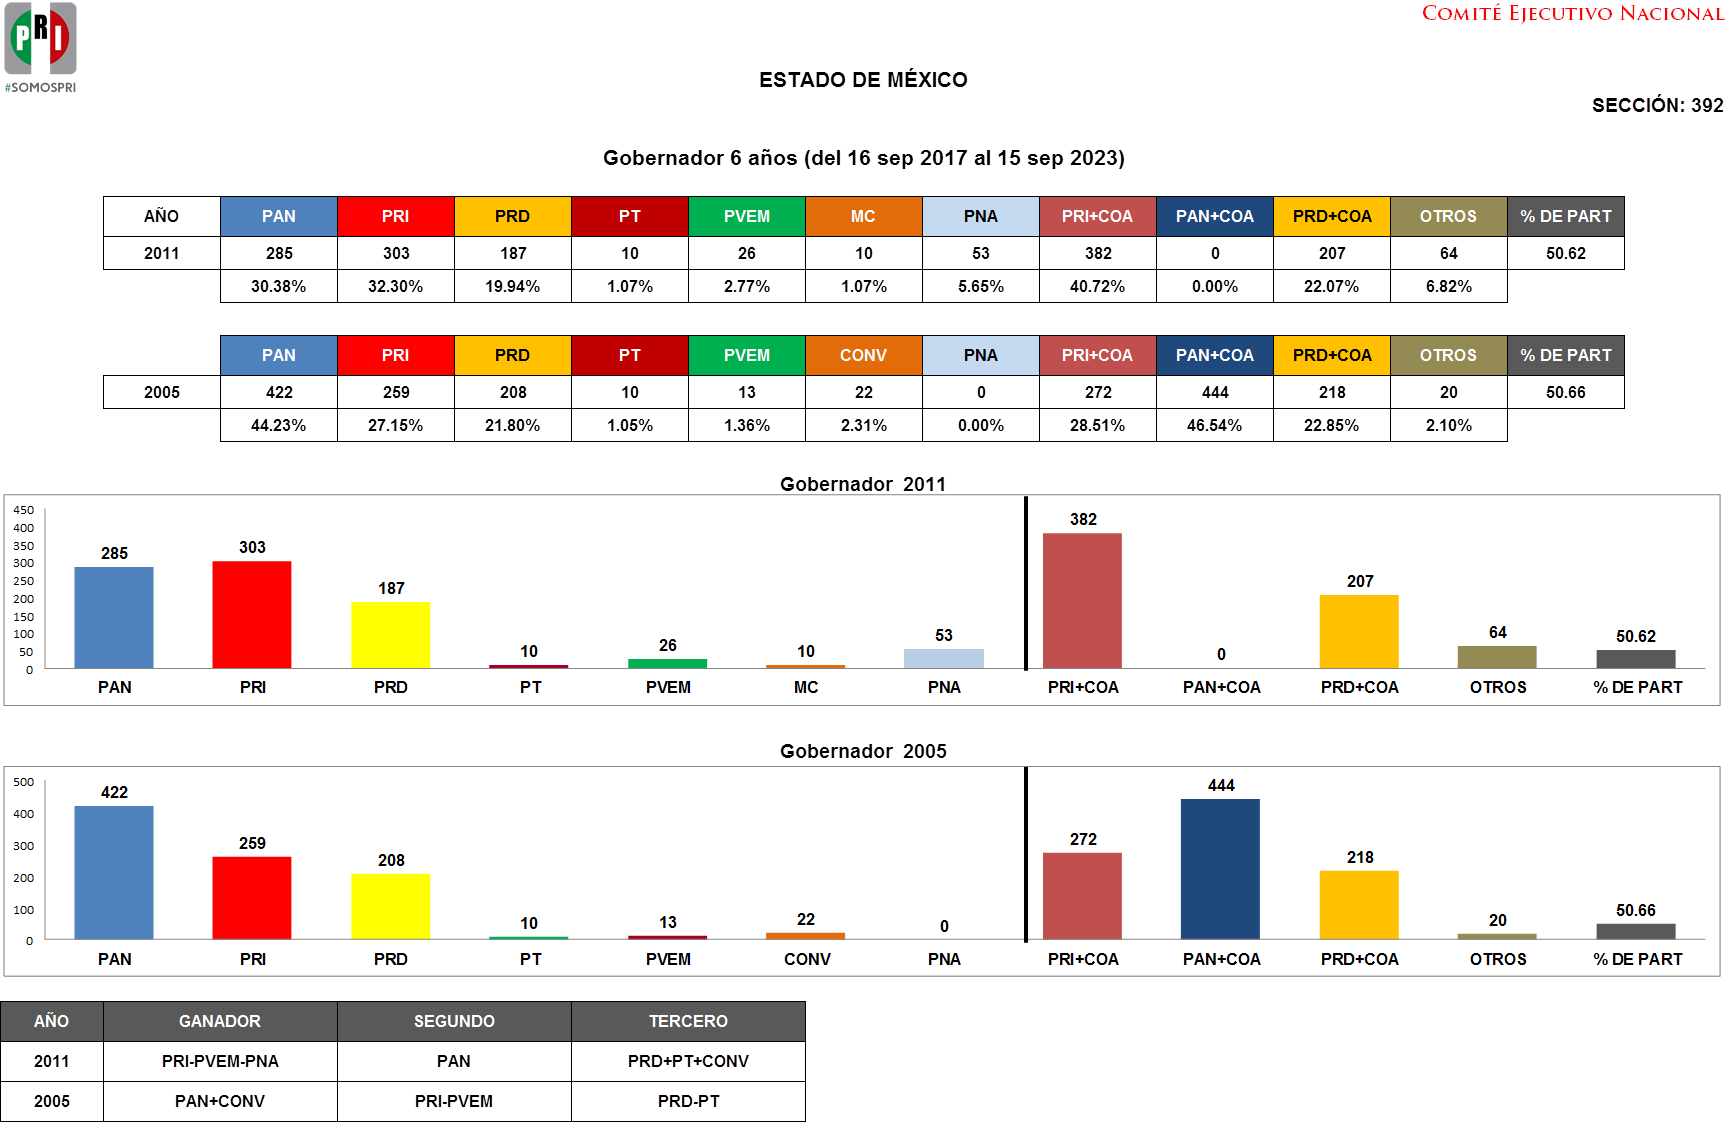 PRI
#SOMOSPRI
COMITÉ EJECUTIVO NACIONAL
ESTADO DE MÉXICO
SECCIÓN: 392
Gobernador 6 años (del 16 sep 2017 al 15 sep 2023)
AÑO PAN PRI PRD PT PVEM MC PNA PRI+COA PAN+COA PRD+COA OTROS % DE PART
2011 285 303 187 10 26 10 53 382 0 207 64 50.62
30.38% 32.30% 19.94% 1.07% 2.77% 1.07% 5.65% 40.72% 0.00% 22.07% 6.82%
PAN PRI PRD PT PVEM CONV PNA PRI+COA PAN+COA PRD+COA OTROS % DE PART
2005 422 259 208 10 13 22 0 272 444 218 20 50.66
44.23% 27.15% 21.80% 1.05% 1.36% 2.31% 0.00% 28.51% 46.54% 22.85% 2.10%
Gobernador 2011
450
400
350
300
250
200
150
100
50
0
285 303 187 10 26 10 53 382 0 207 64 50.62
PAN PRI PRD PT PVEM MC PNA PRI+COA PAN+COA PRD+COA OTROS % DE PART
Gobernador 2005
500
400
300
200
100
0
422 259 208 10 13 22 0 272 444 218 20 50.66
PAN PRI PRD PT PVEM CONV PNA PRI+COA PAN+COA PRD+COA OTROS % DE PART
AÑO GANADOR SEGUNDO TERCERO
2011 PRI-PVEM-PNA PAN PRD+PT+CONV
2005 PAN+CONV PRI-PVEM PRD-PT